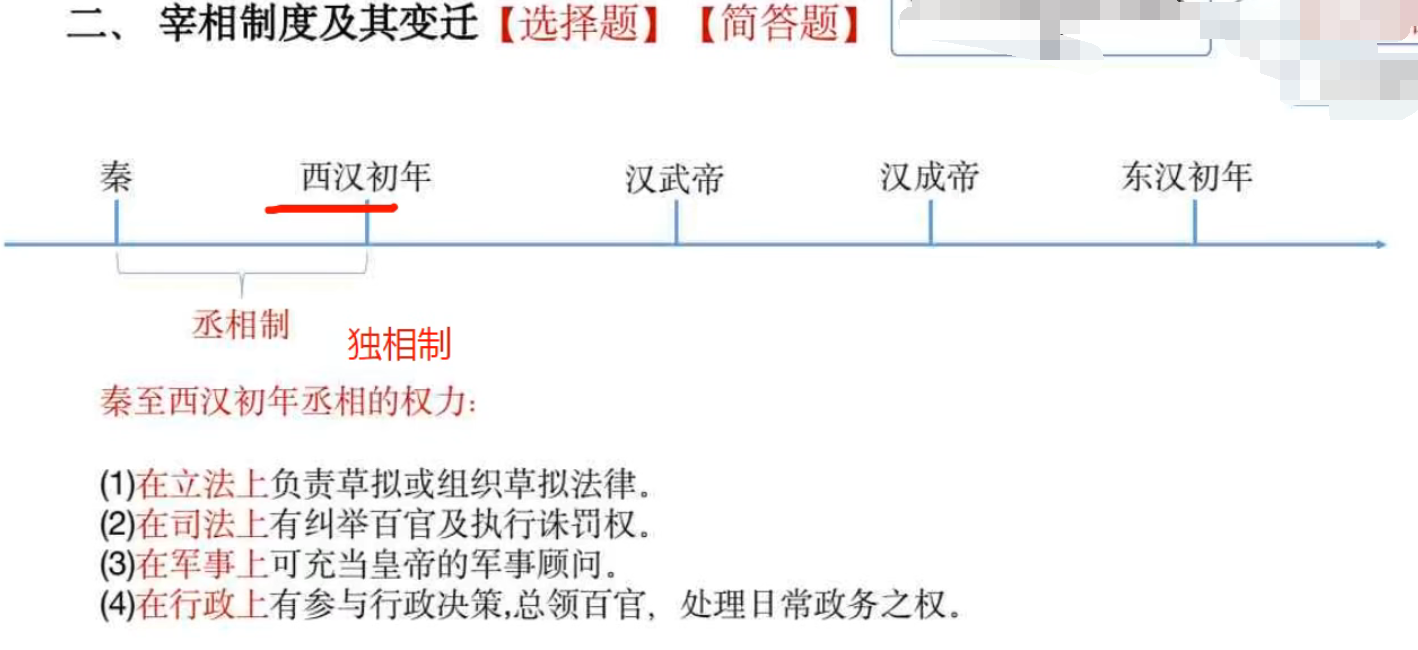 二、 宰相制度及其变迁【选择题】【简答题】
秦 西汉初年 汉武帝 汉成帝 东汉初年
丞相制
独相制
秦至西汉初年丞相的权力：
(1)在立法上负责草拟或组织草拟法律。
(2)在司法上有纠举百官及执行诛罚权。
(3)在军事上可充当皇帝的军事顾问。
(4)在行政上有参与行政决策,总领百官，处理日常政务之权。